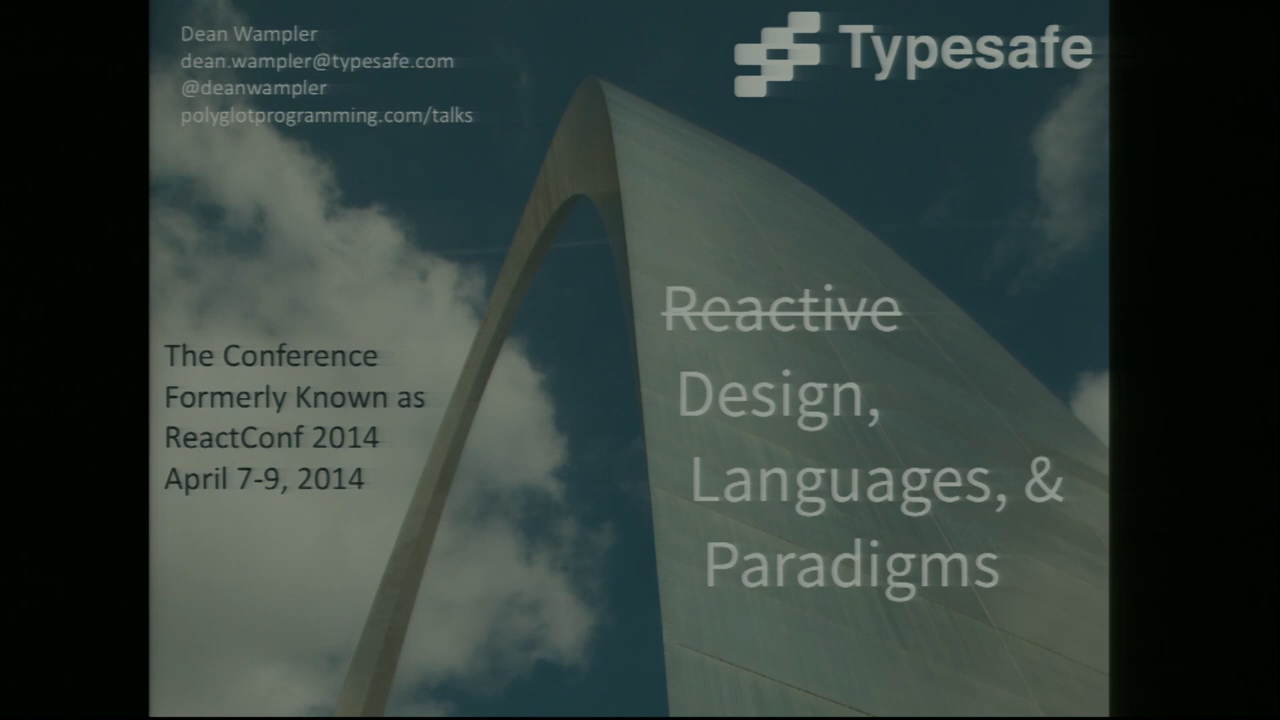 Dean Wampler
dean.wampler@typesafe.com
@deanwampler
polyglotprogramming.com/talks
Typesafe
The Conference
Formerly Known as
ReactConf 2014
April 7-9, 2014
Reactive
Design,
Languages, &
Paradigms